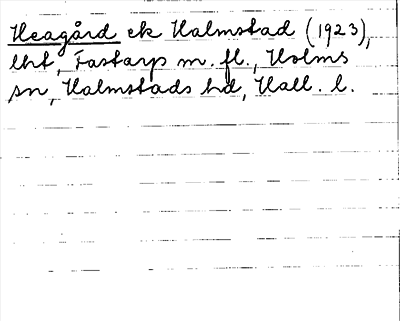 Heagård ek Halmstad (1923),
lht, Fastarp m. fl., Holms
sn, Halmstads hd, Hall. l.